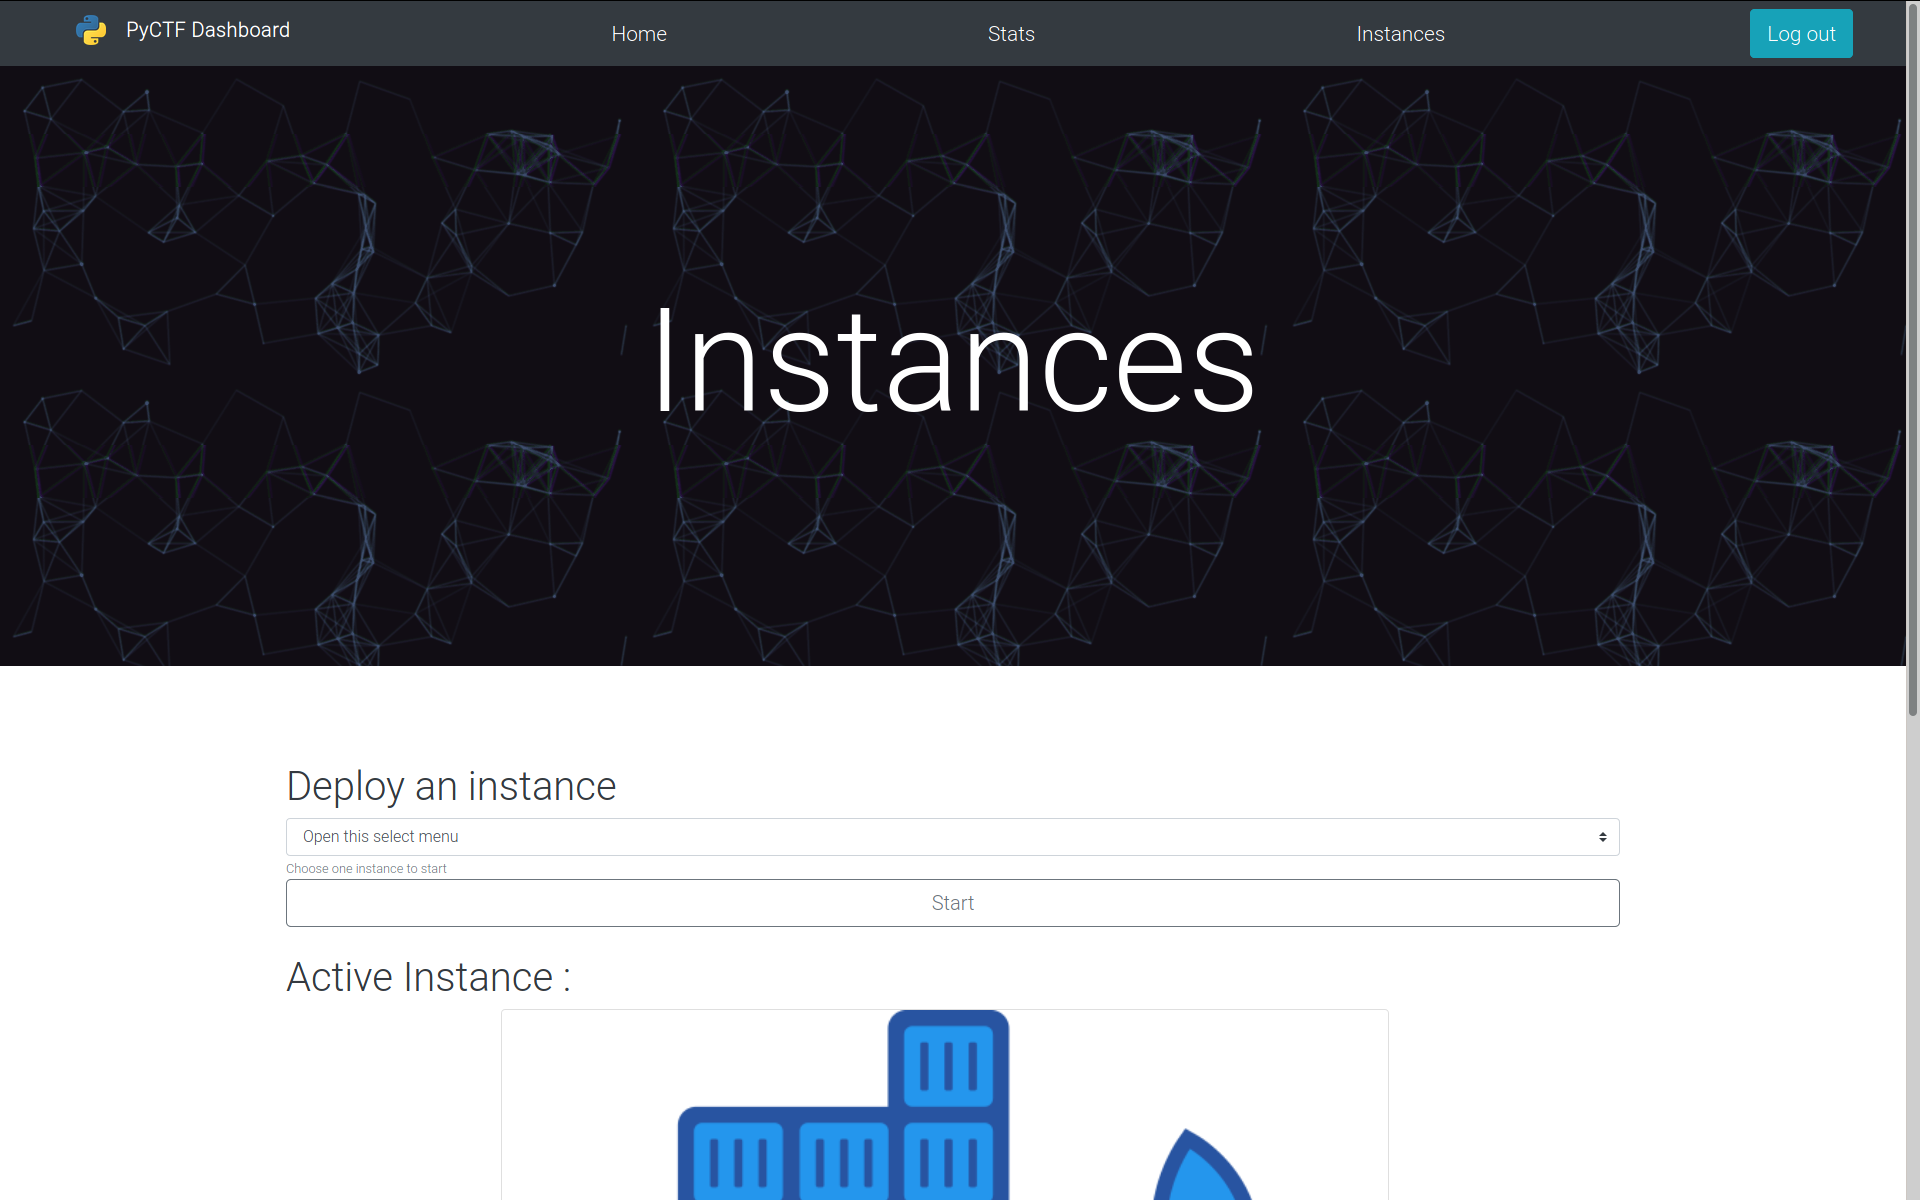 PyCTF Dashboard
Home
Stats
Instances
Log out
Instances
Deploy an instance
Open this select menu
Choose one instance to start
Start
Active Instance :